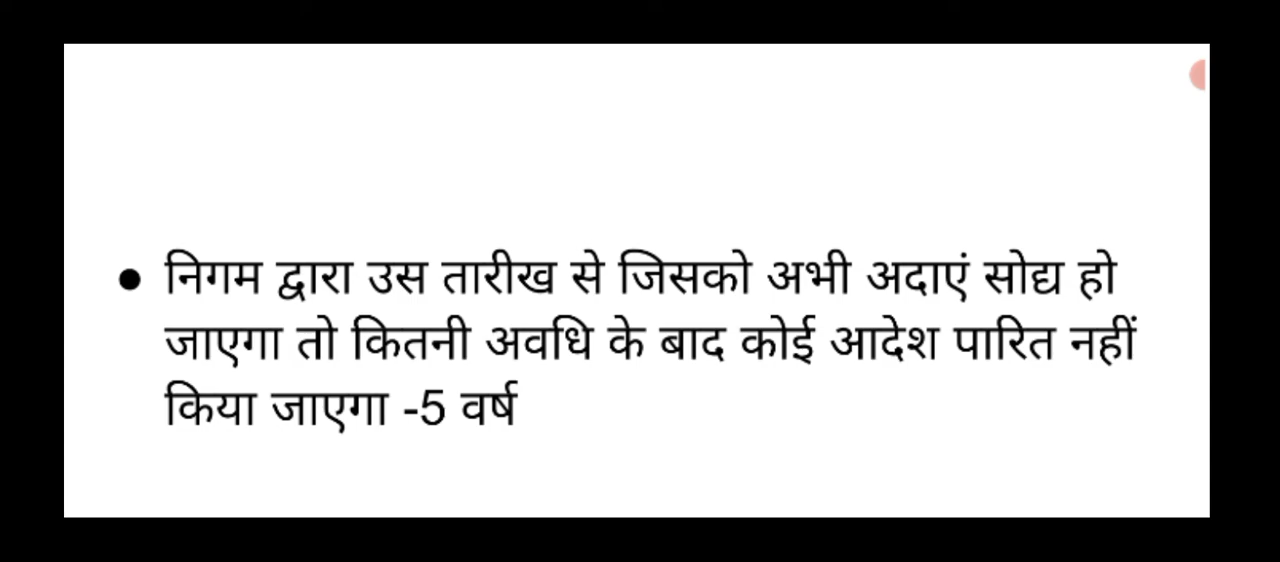 • निगम द्वारा उस तारीख से जिसको अभी अदाएं सोद्य हो
जाएगा तो कितनी अवधि के बाद कोई आदेश पारित नहीं
किया जाएगा -5 वर्ष